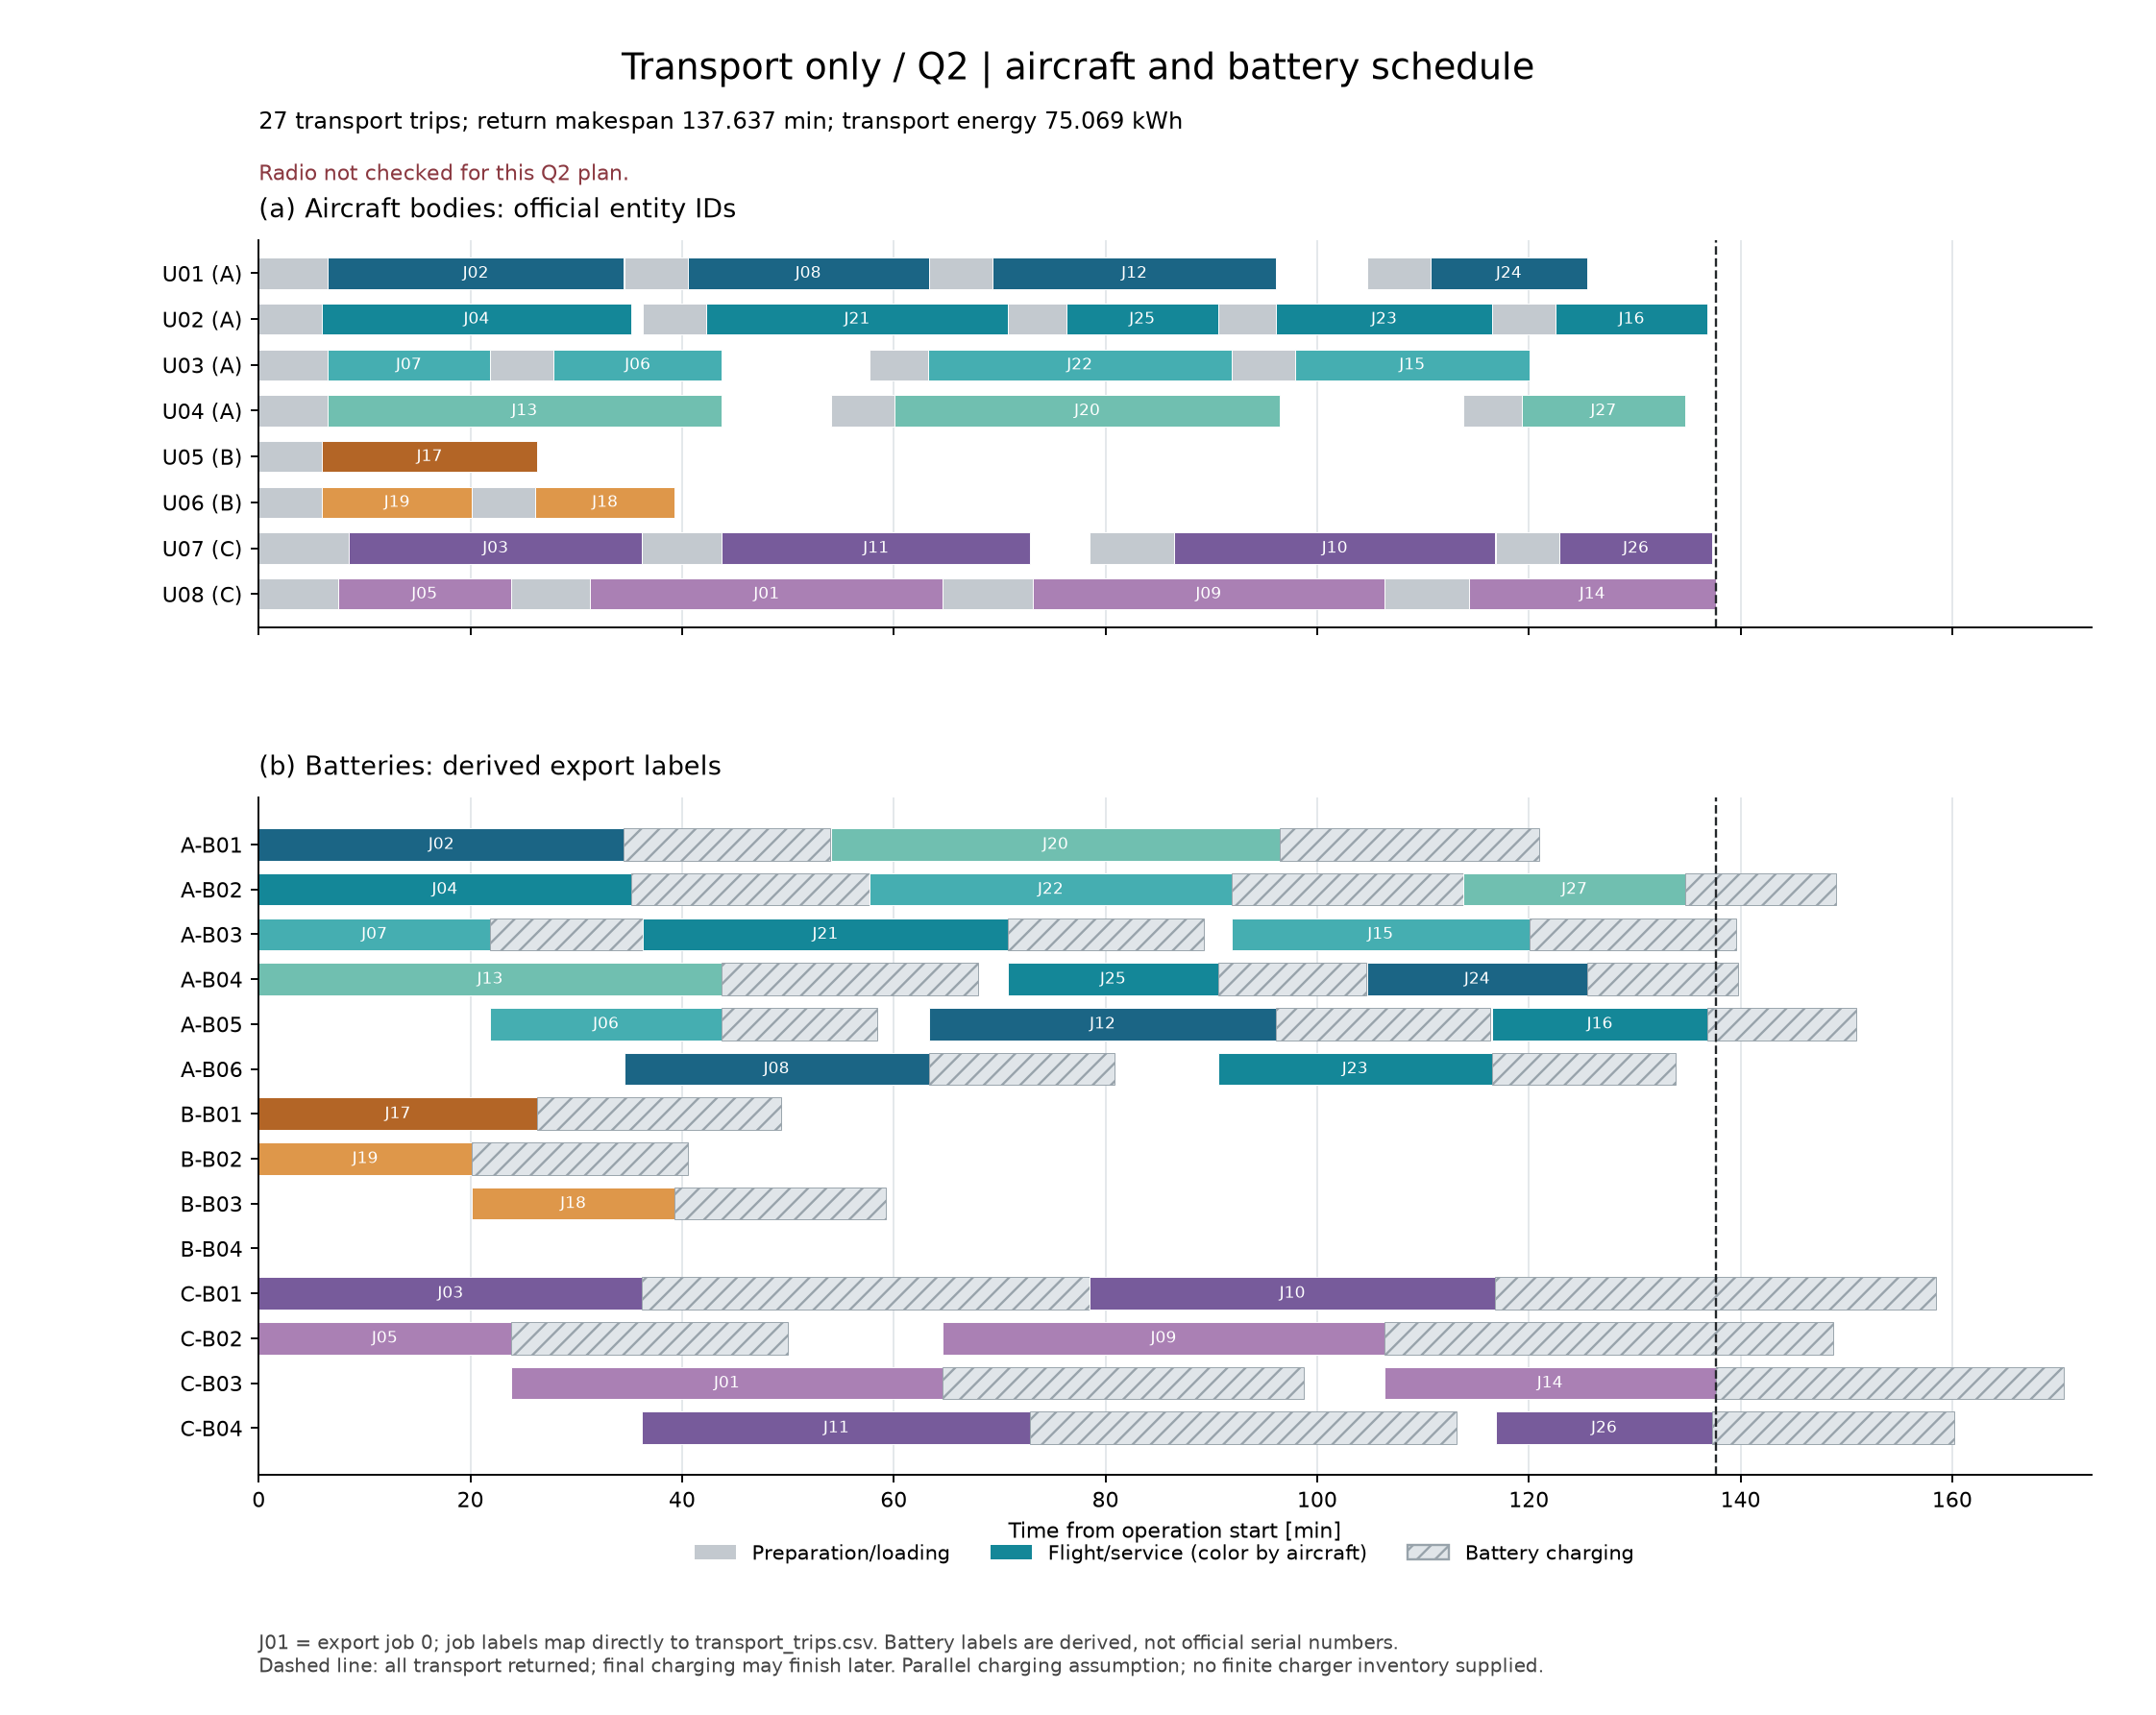 Transport only / Q2 | aircraft and battery schedule
27 transport trips; return makespan 137.637 min; transport energy 75.069 kWh
Radio not checked for this Q2 plan.
(a) Aircraft bodies: official entity IDs
U01 (A) J02 J08 J12 J24
U02 (A) J04 J21 J25 J23 J16
U03 (A) J07 J06 J22 J15
U04 (A) J13 J20 J27
U05 (B) J17
U06 (B) J19 J18
U07 (C) J03 J11 J10 J26
U08 (C) J05 J01 J09 J14
(b) Batteries: derived export labels
A-B01 J02 J20
A-B02 J04 J22 J27
A-B03 J07 J21 J15
A-B04 J13 J25 J24
A-B05 J06 J12 J16
A-B06 J08 J23
B-B01 J17
B-B02 J19
B-B03 J18
B-B04
C-B01 J03 J10
C-B02 J05 J09
C-B03 J01 J14
C-B04 J11 J26
0 20 40 60 80 100 120 140 160
Time from operation start [min]
Preparation/loading Flight/service (color by aircraft) Battery charging
J01 = export job 0; job labels map directly to transport_trips.csv. Battery labels are derived, not official serial numbers.
Dashed line: all transport returned; final charging may finish later. Parallel charging assumption; no finite charger inventory supplied.